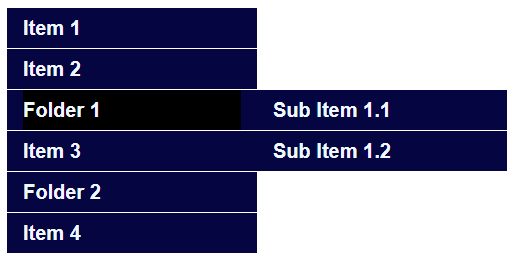 Item 1
Item 2
Folder 1
Sub Item 1.1
Item 3
Sub Item 1.2
Folder 2
Item 4